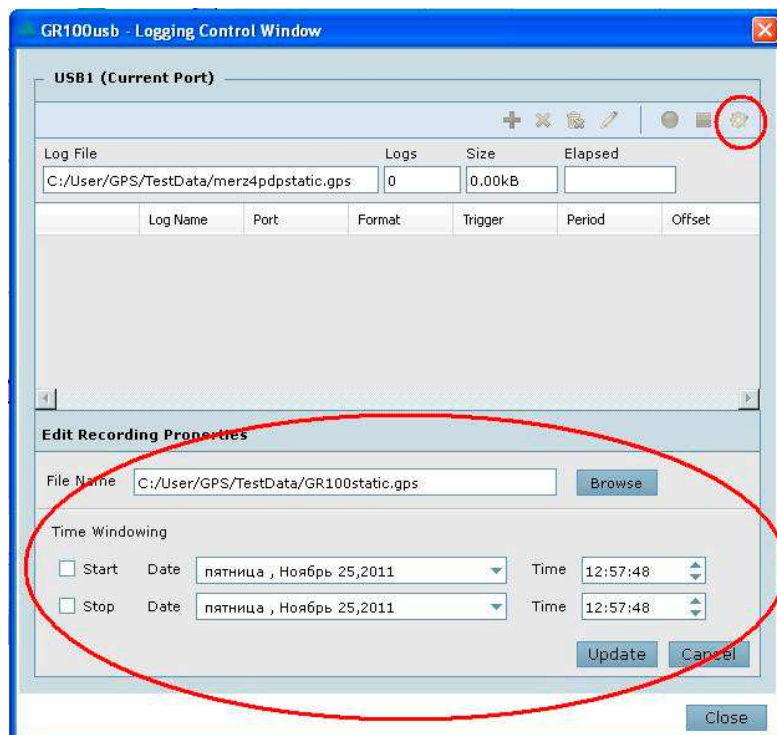 GR100usb - Logging Control Window
USB1 (Current Port)
Log File Logs Size Elapsed
C:/User/GPS/TestData/merz4pdpstatic.gps 0 0.00kB
Log Name Port Format Trigger Period Offset
Edit Recording Properties
File Name C:/User/GPS/TestData/GR100static.gps Browse
Time Windowing
Start Date пятница , Ноябрь 25,2011 Time 12:57:48
Stop Date пятница , Ноябрь 25,2011 Time 12:57:48
Update Cancel
Close